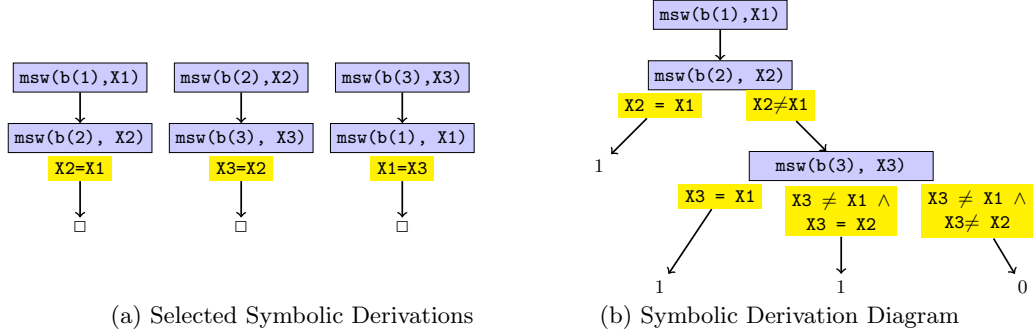 msw(b(1),X1)
msw(b(2), X2)
X2=X1
□
msw(b(2),X2)
msw(b(3), X3)
X3=X2
□
msw(b(3),X3)
msw(b(1), X1)
X1=X3
□
(a) Selected Symbolic Derivations
msw(b(1),X1)
msw(b(2), X2)
X2 = X1
X2≠X1
1
msw(b(3), X3)
X3 = X1
X3 ≠ X1 ∧
X3 = X2
X3 ≠ X1 ∧
X3≠ X2
1
1
0
(b) Symbolic Derivation Diagram